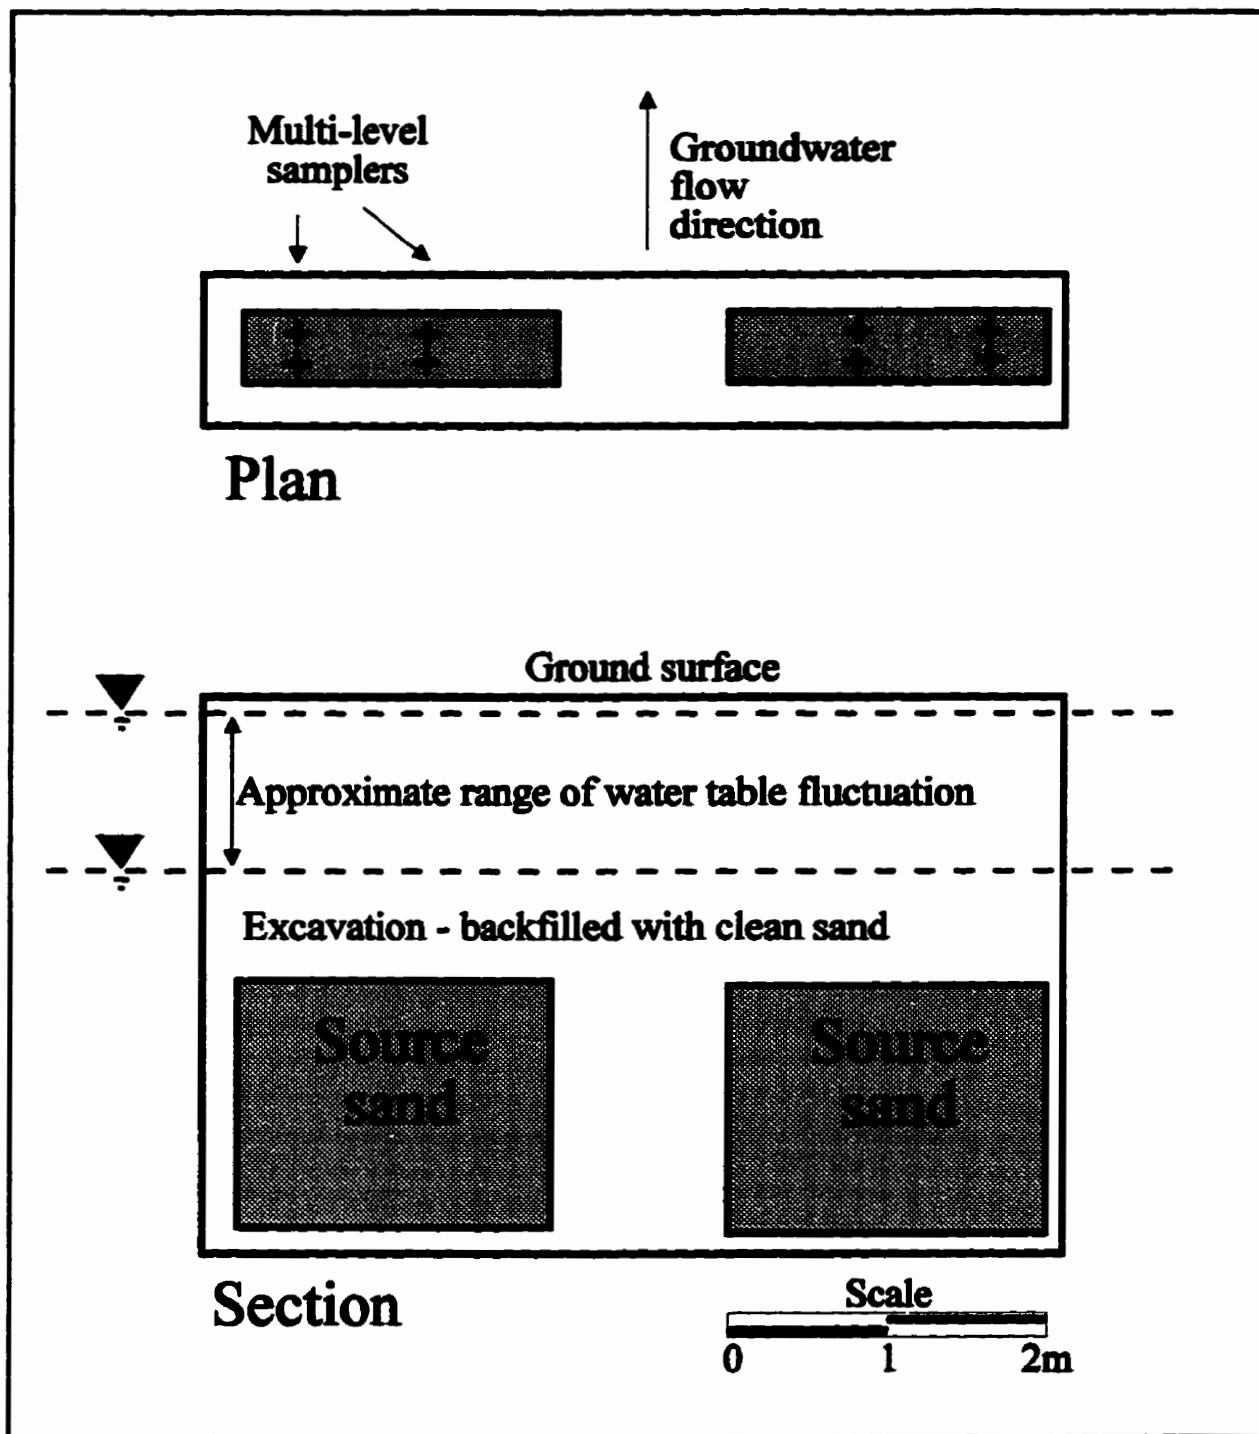 Multi-level
samplers
Groundwater
flow
direction
Plan
Ground surface
Approximate range of water table fluctuation
Excavation - backfilled with clean sand
Source
sand
Source
sand
Section
Scale
0 1 2m